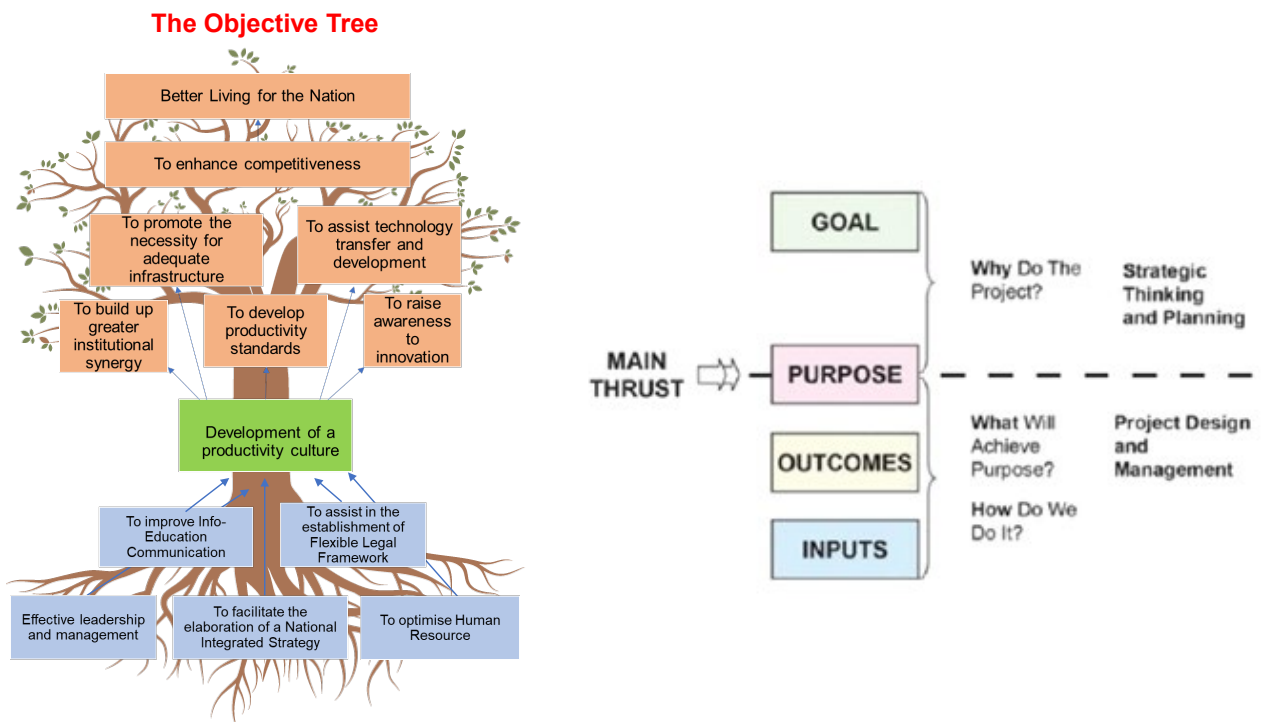 The Objective Tree
Better Living for the Nation
To enhance competitiveness
To promote the
necessity for
adequate
infrastructure
To assist technology
transfer and
development
To build up
greater
institutional
synergy
To develop
productivity
standards
To raise
awareness
to
innovation
Development of a
productivity culture
To improve Info-
Education
Communication
To assist in the
establishment of
Flexible Legal
Framework
Effective leadership
and management
To facilitate the
elaboration of a National
Integrated Strategy
To optimise Human
Resource
GOAL
Why Do The
Project?
Strategic
Thinking
and Planning
MAIN
THRUST
PURPOSE
What Will
Achieve
Purpose?
Project Design
and
Management
OUTCOMES
How Do We
Do It?
INPUTS